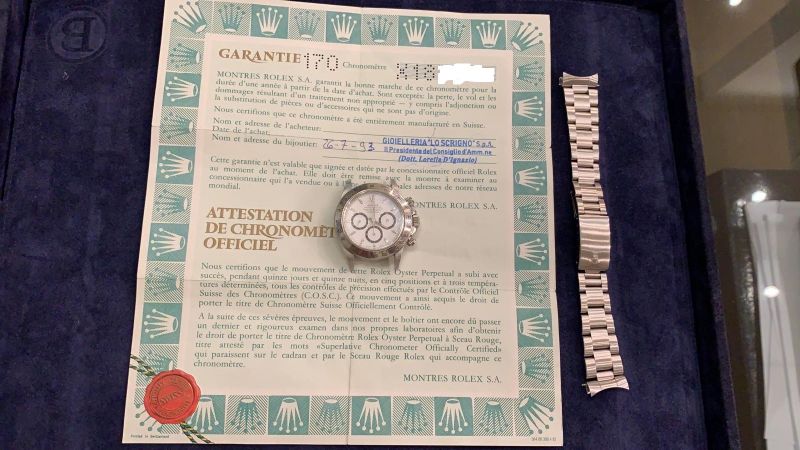 GARANTIE 170 Chronomètre X18
MONTRES ROLEX S.A. garantit la bonne marche de ce chronomètre pour la
durée d'une année à partir de la date d'achat. Sont exceptés: la perte, le vol et les
dommages résultant d'un traitement non approprié – y compris l'adjonction ou
la substitution de pièces ou d'accessoires qui ne sont pas d'origine.
Nous certifions que ce chronomètre a été entièrement manufacturé en Suisse.
Nom et adresse de l'acheteur:
Date de l'achat:
Nom et adresse du bijoutier: 26-7-93
GIOIELLERIA "LO SCRIGNO" S.p.A.
Il Presidente del Consiglio d'Amm.ne
(Dott. Loretta D'Ignazio)
Cette garantie n'est valable que signée et datée par le concessionnaire officiel Rolex
au moment de l'achat. Elle doit être remise avec la montre à examiner au
concessionnaire qui l'a vendue ou à l'une des principales adresses de notre réseau
mondial.
MONTRES ROLEX S.A.
ATTESTATION
DE CHRONOMÈTRE
OFFICIEL
Nous certifions que le mouvement de cette Rolex Oyster Perpetual a subi avec
succès, pendant quinze jours et quinze nuits, en cinq positions et à trois tempéra-
tures déterminées, tous les contrôles de précision effectués par le Contrôle Officiel
Suisse des Chronomètres (C.O.S.C.). Ce mouvement a ainsi acquis le droit de
porter le titre de Chronomètre Suisse Officiellement Contrôlé.
A la suite de ces sévères épreuves, le mouvement et le boîtier ont encore dû passer
un dernier et rigoureux examen dans nos propres laboratoires afin d'obtenir
le droit de porter le titre de Chronomètre Rolex Oyster Perpetual à Sceau Rouge,
titre attesté par les mots «Superlative Chronometer Officially Certified»
qui paraissent sur le cadran et par le Sceau Rouge Rolex qui accompagne ce
chronomètre.
MONTRES ROLEX S.A.
Printed in Switzerland